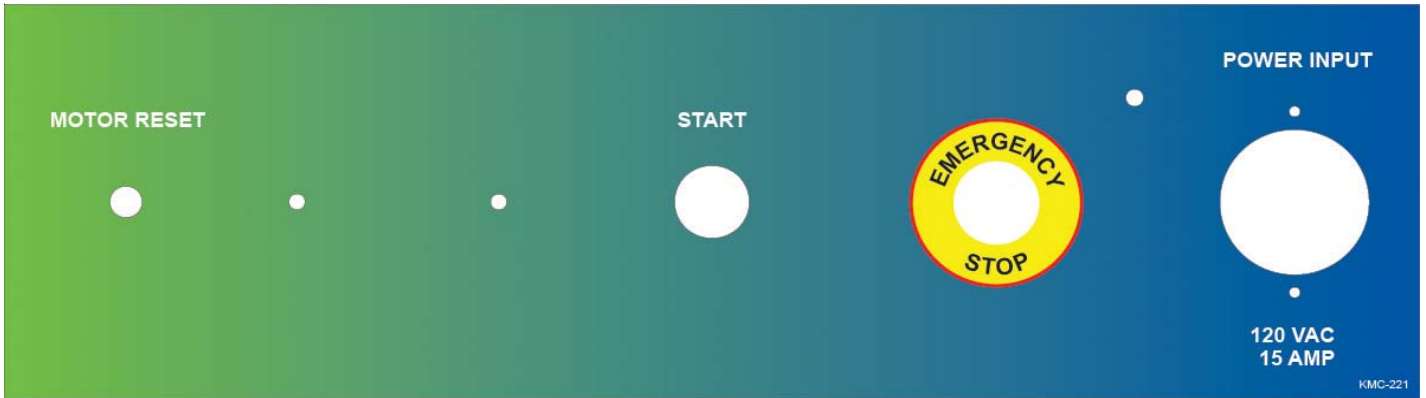 MOTOR RESET
START
EMERGENCY
STOP
POWER INPUT
120 VAC
15 AMP
KMC-221